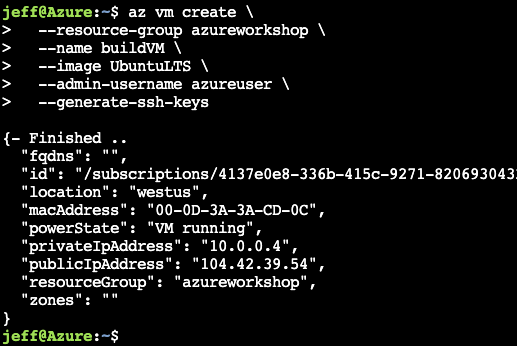 jeff@Azure:~$ az vm create \
>   --resource-group azureworkshop \
>   --name buildVM \
>   --image UbuntuLTS \
>   --admin-username azureuser \
>   --generate-ssh-keys

{- Finished ..
  "fqdns": "",
  "id": "/subscriptions/4137e0e8-336b-415c-9271-820693043
  "location": "westus",
  "macAddress": "00-0D-3A-3A-CD-0C",
  "powerState": "VM running",
  "privateIpAddress": "10.0.0.4",
  "publicIpAddress": "104.42.39.54",
  "resourceGroup": "azureworkshop",
  "zones": ""
}
jeff@Azure:~$